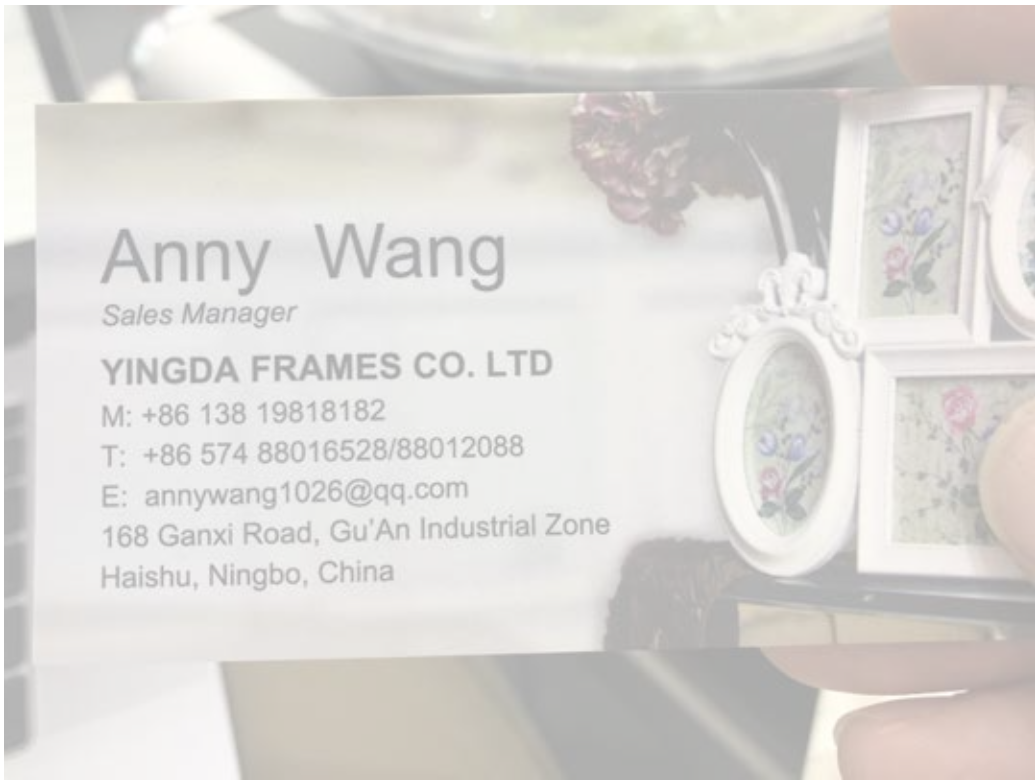 Anny Wang
Sales Manager
YINGDA FRAMES CO. LTD
M: +86 138 19818182
T: +86 574 88016528/88012088
E: annywang1026@qq.com
168 Ganxi Road, Gu'An Industrial Zone
Haishu, Ningbo, China